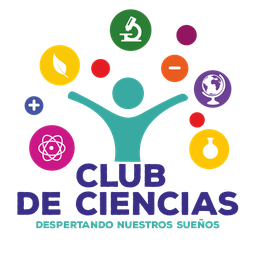 CLUB
DE CIENCIAS
DESPERTANDO NUESTROS SUEÑOS